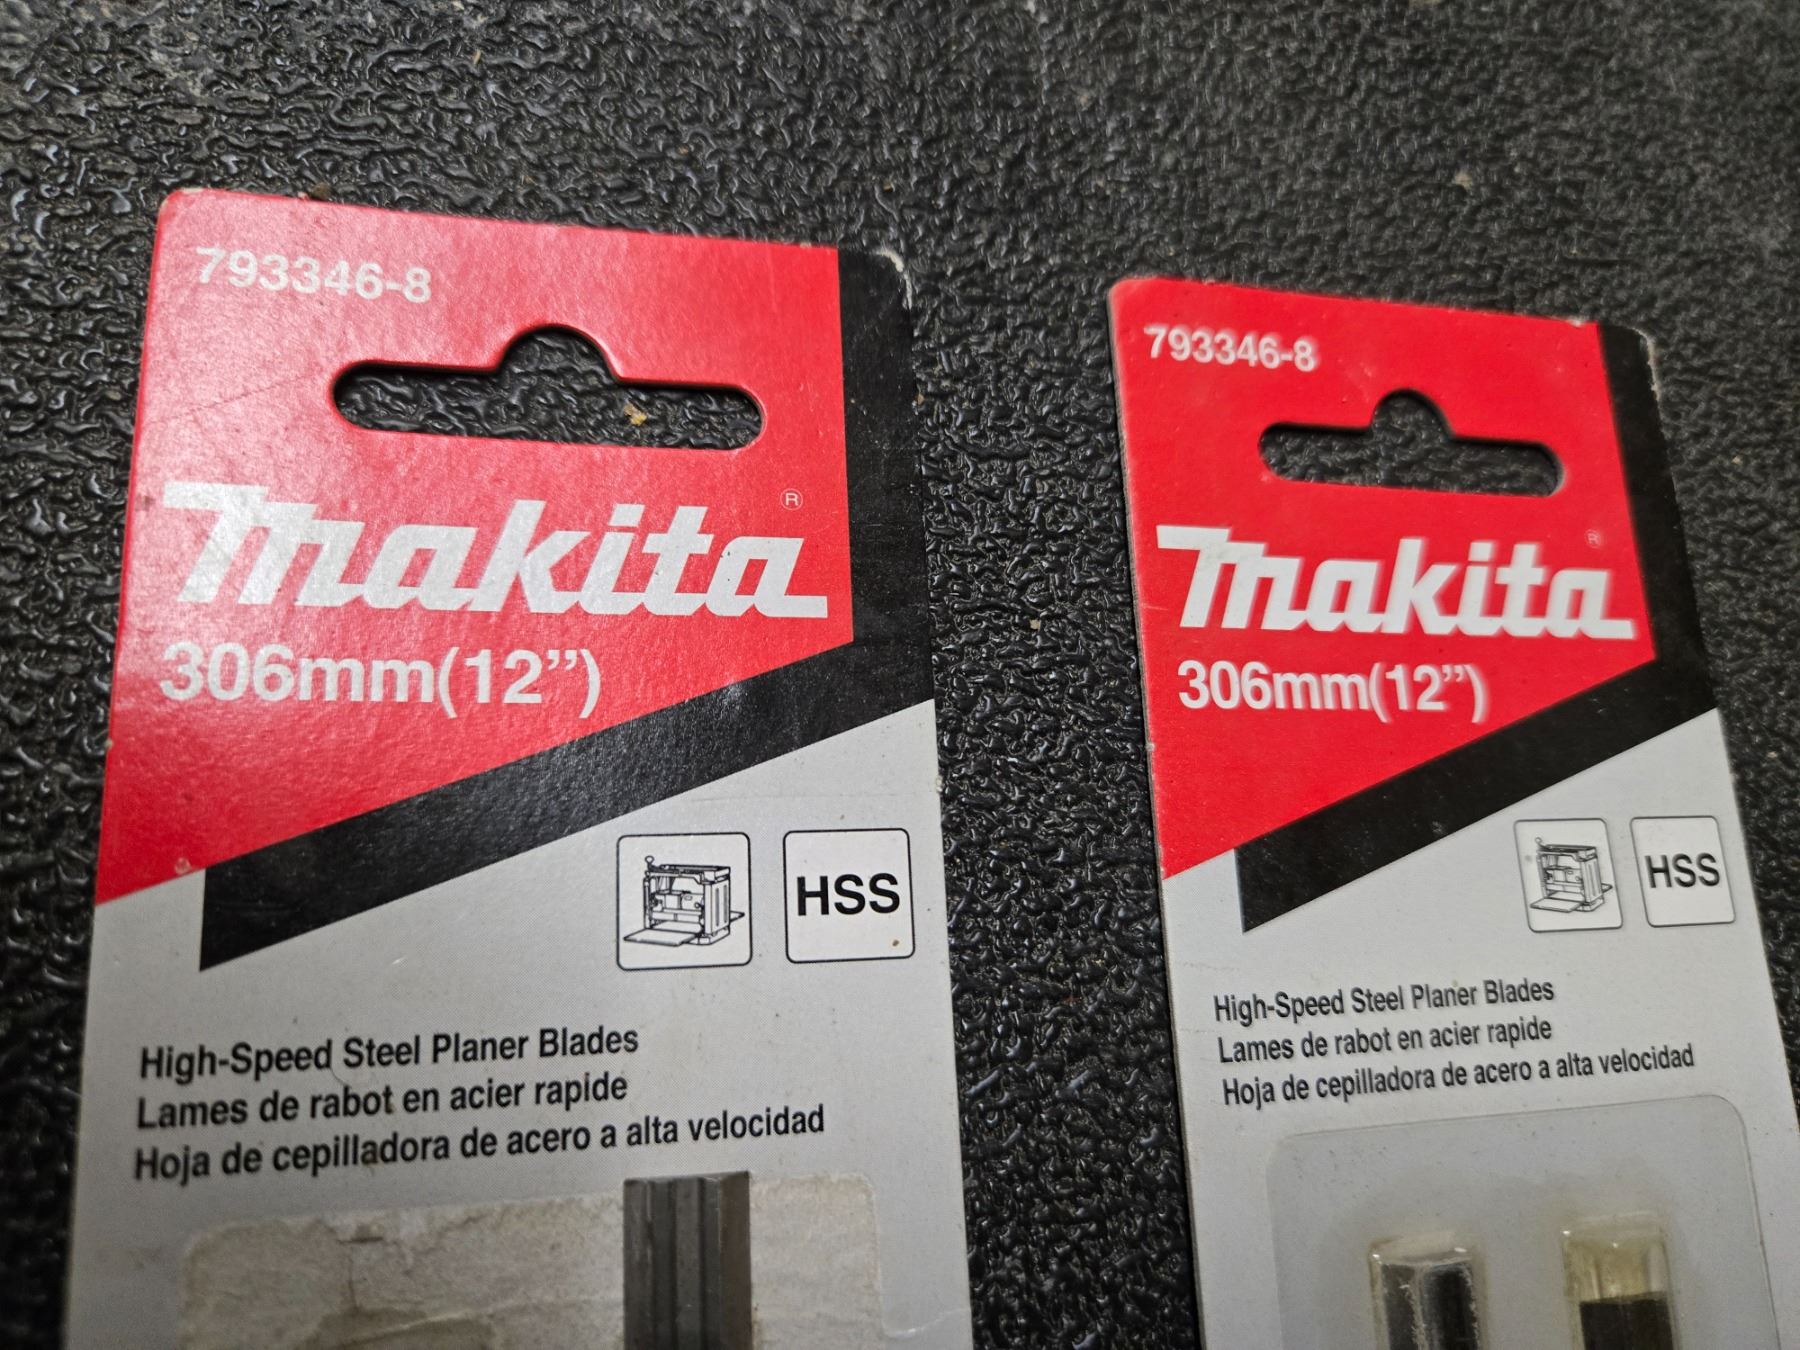 793346-8
makita®
306mm(12”)
HSS
High-Speed Steel Planer Blades
Lames de rabot en acier rapide
Hoja de cepilladora de acero a alta velocidad
793346-8
makita®
306mm(12”)
HSS
High-Speed Steel Planer Blades
Lames de rabot en acier rapide
Hoja de cepilladora de acero a alta velocidad